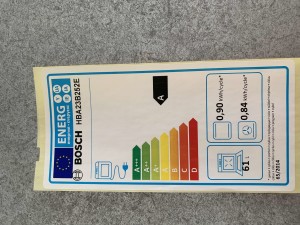 ENERG
BOSCH
HBA23B252E
A
A+++
A++
A+
A
B
C
D
0,90 kWh/cycle*
0,84 kWh/cycle*
61 L
65/2014